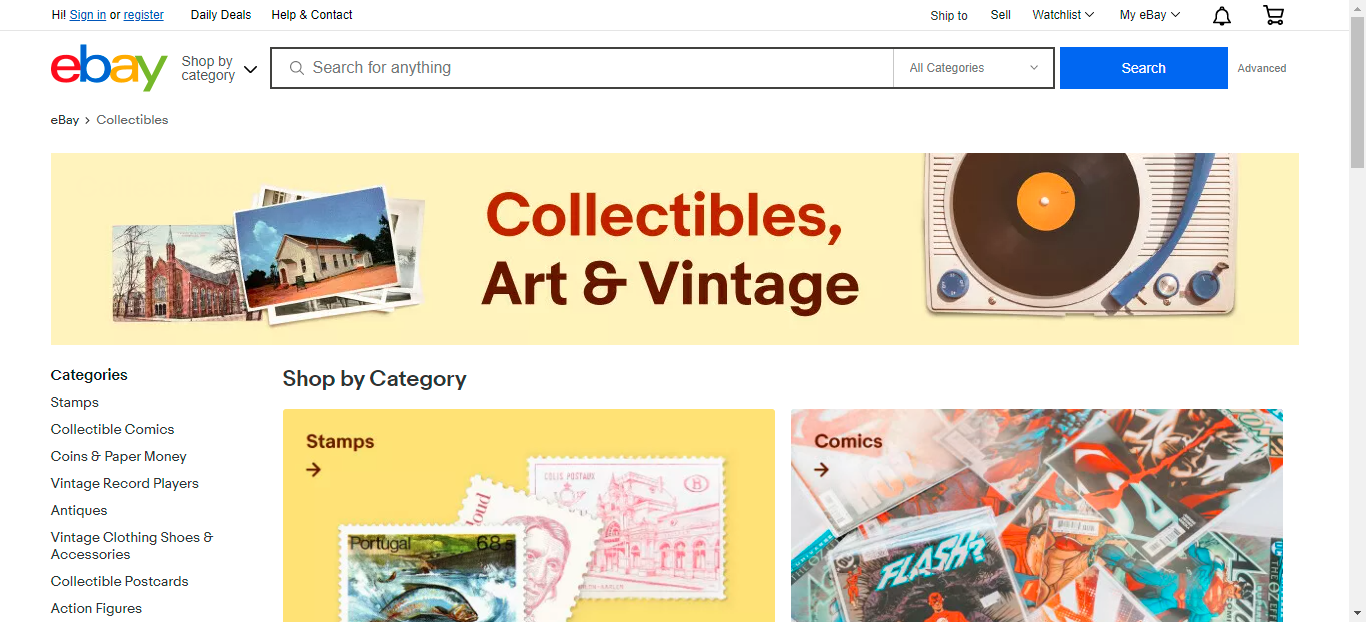 Hi! Sign in or register
Daily Deals
Help & Contact
Ship to
Sell
Watchlist
My eBay
ebay
Shop by
category
Search for anything
All Categories
Search
Advanced
eBay > Collectibles
Collectibles,
Art & Vintage
Categories
Stamps
Collectible Comics
Coins & Paper Money
Vintage Record Players
Antiques
Vintage Clothing Shoes &
Accessories
Collectible Postcards
Action Figures
Shop by Category
Stamps
COLIS POSTAUX
B
Portugal 68.s
Comics
FLASH?